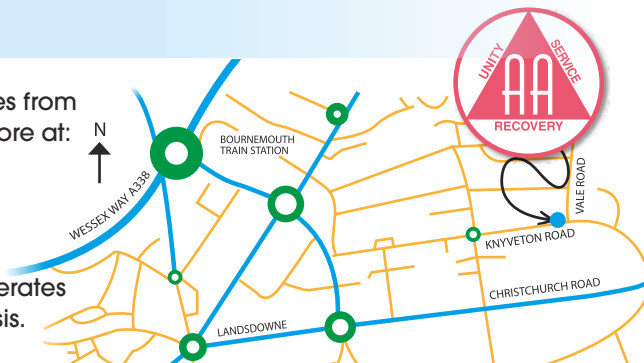 es from
ore at:
N
UNITY
SERVICE
AA
RECOVERY
BOURNEMOUTH
TRAIN STATION
WESSEX WAY A338
VALE ROAD
KNYVETON ROAD
CHRISTCHURCH ROAD
LANDSDOWNE
erates
sis.